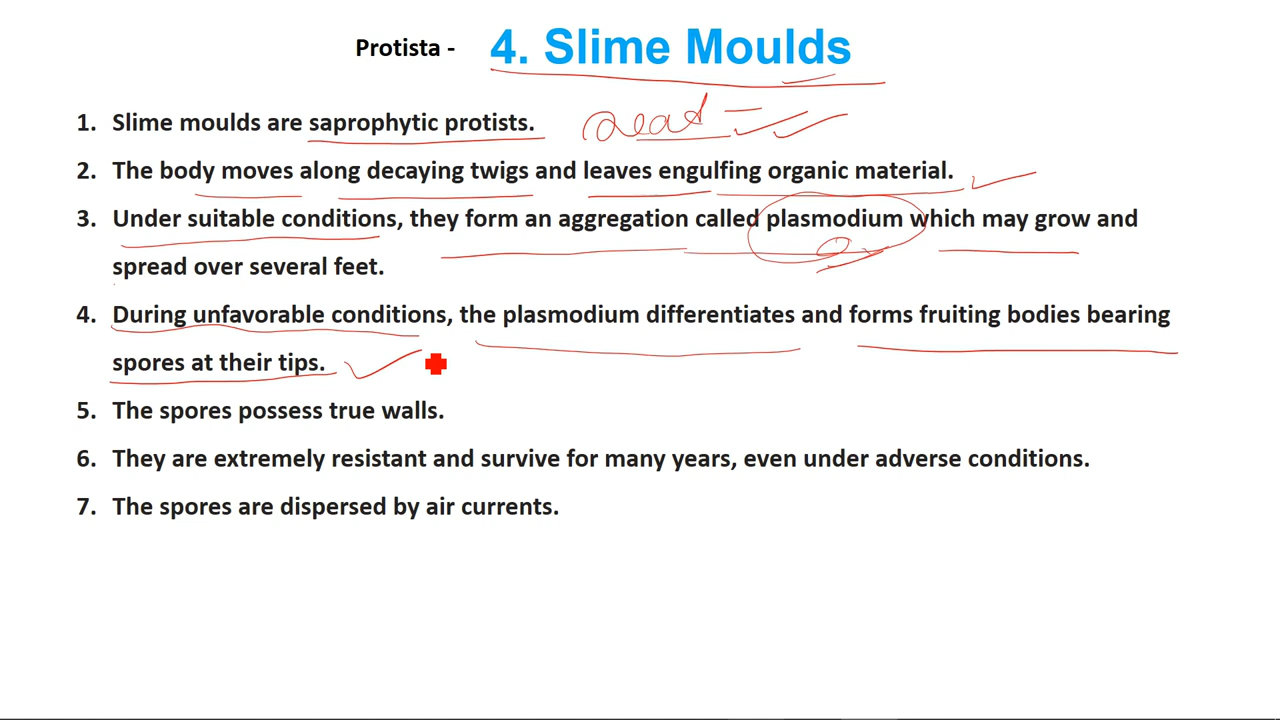 Protista - 4. Slime Moulds
1. Slime moulds are saprophytic protists. dead
2. The body moves along decaying twigs and leaves engulfing organic material.
3. Under suitable conditions, they form an aggregation called plasmodium which may grow and
spread over several feet.
4. During unfavorable conditions, the plasmodium differentiates and forms fruiting bodies bearing
spores at their tips.
5. The spores possess true walls.
6. They are extremely resistant and survive for many years, even under adverse conditions.
7. The spores are dispersed by air currents.